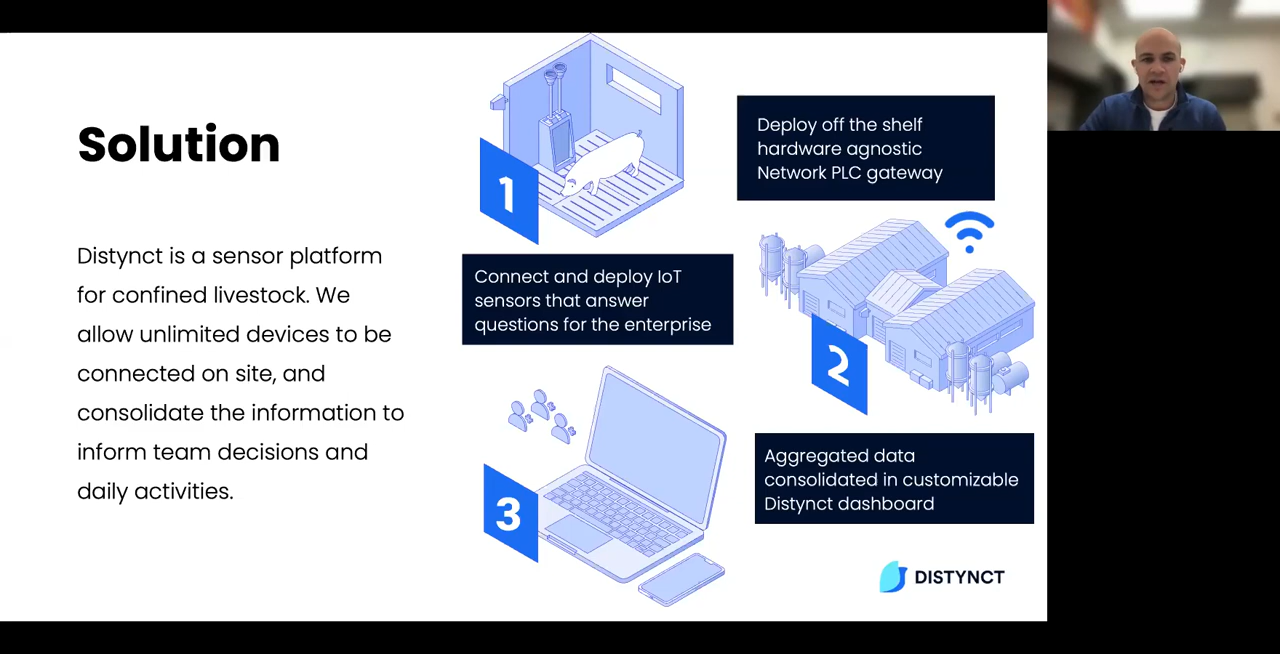 Solution
Distynct is a sensor platform
for confined livestock. We
allow unlimited devices to be
connected on site, and
consolidate the information to
inform team decisions and
daily activities.
1
Connect and deploy IoT
sensors that answer
questions for the enterprise
Deploy off the shelf
hardware agnostic
Network PLC gateway
2
3
Aggregated data
consolidated in customizable
Distynct dashboard
DISTYNCT